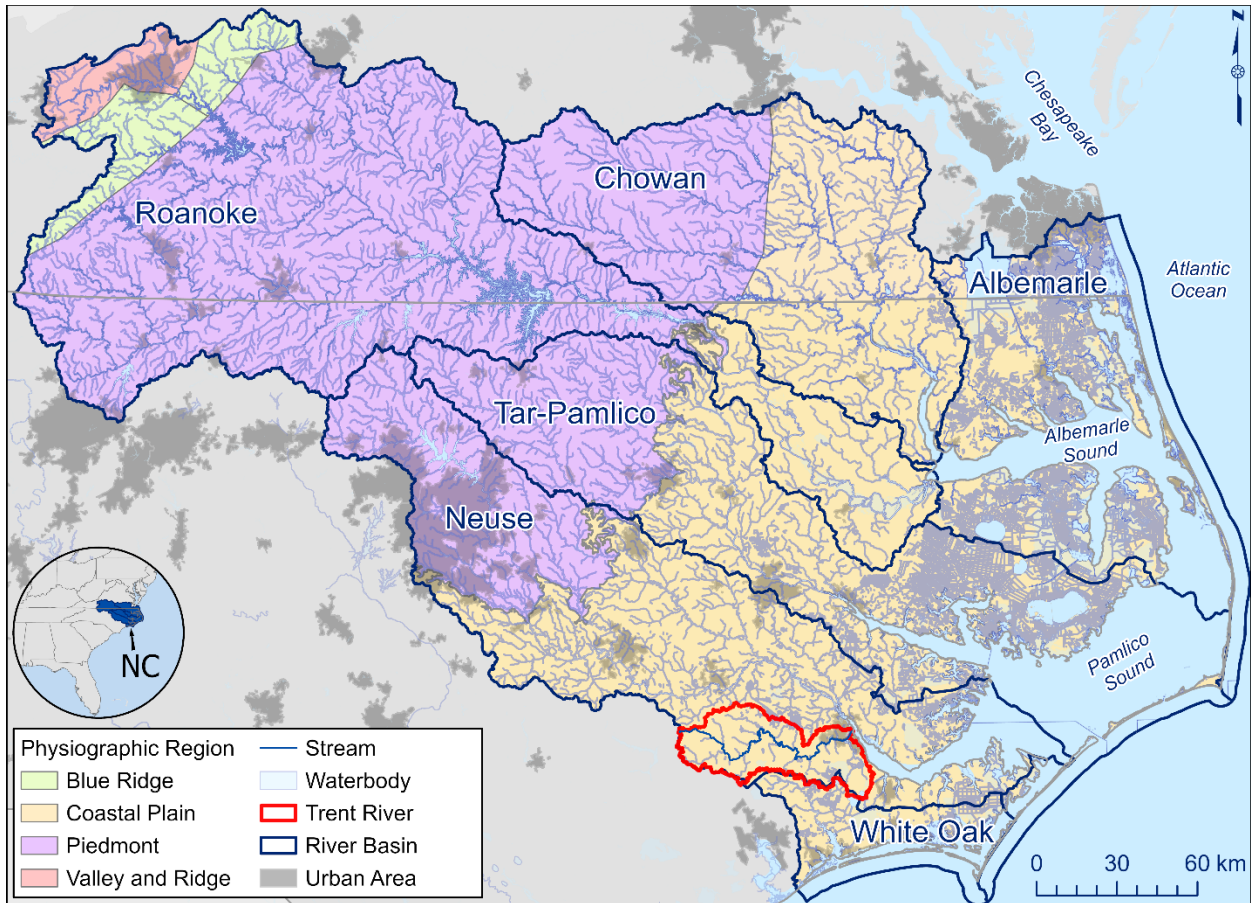 N
Chesapeake
Bay
Chowan
Roanoke
Albemarle
Atlantic
Ocean
Tar-Pamlico
Albemarle
Sound
Neuse
Pamlico
Sound
NC
White Oak
Physiographic Region
Blue Ridge
Coastal Plain
Piedmont
Valley and Ridge
Stream
Waterbody
Trent River
River Basin
Urban Area
0 30 60 km